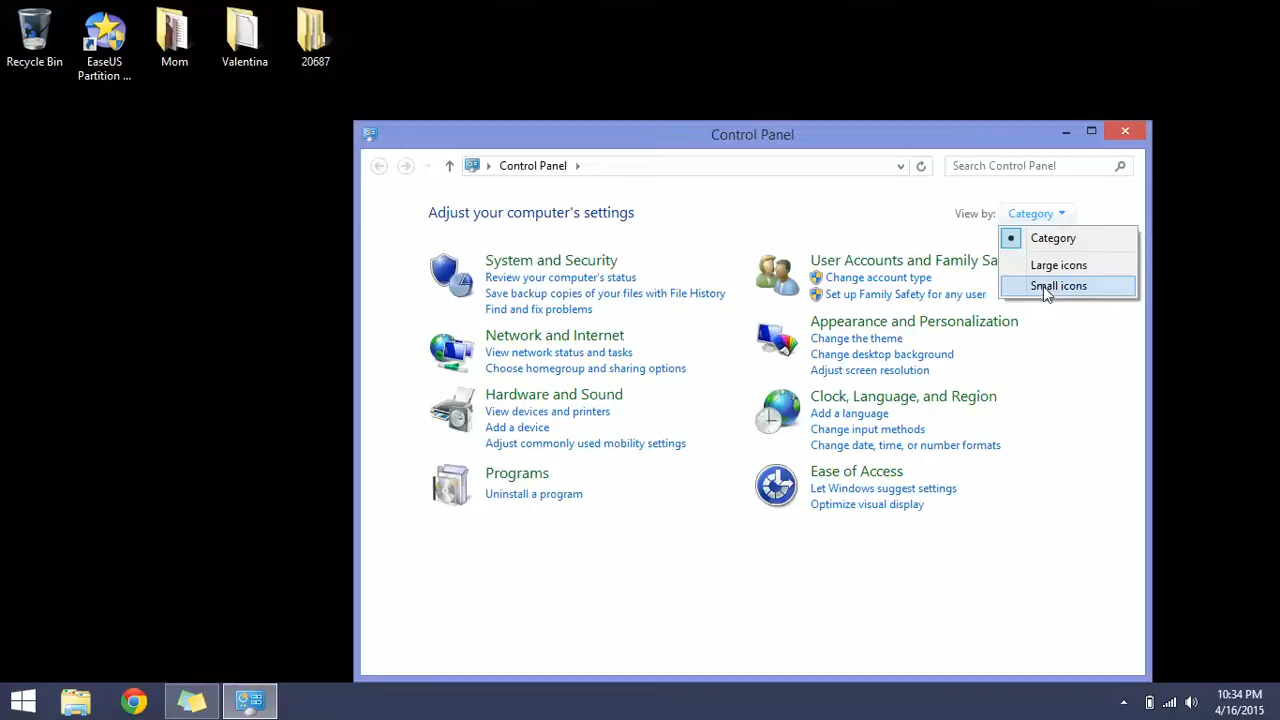 Recycle Bin
EaseUS
Partition ...
Mom
Valentina
20687
Control Panel
Control Panel
Search Control Panel
Adjust your computer's settings
View by:
Category
Category
Large icons
Small icons
System and Security
Review your computer's status
Save backup copies of your files with File History
Find and fix problems
Network and Internet
View network status and tasks
Choose homegroup and sharing options
Hardware and Sound
View devices and printers
Add a device
Adjust commonly used mobility settings
Programs
Uninstall a program
User Accounts and Family Sa
Change account type
Set up Family Safety for any user
Appearance and Personalization
Change the theme
Change desktop background
Adjust screen resolution
Clock, Language, and Region
Add a language
Change input methods
Change date, time, or number formats
Ease of Access
Let Windows suggest settings
Optimize visual display
10:34 PM
4/16/2015